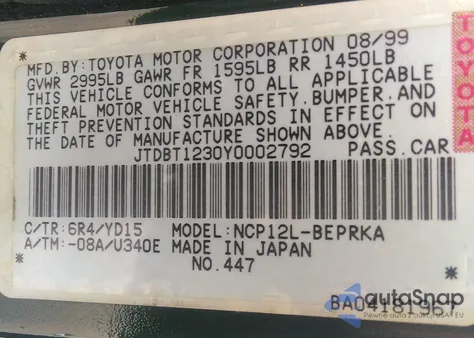 MFD.BY:TOYOTA MOTOR CORPORATION 08/99
GVWR 2995LB GAWR FR 1595LB RR 1450LB
THIS VEHICLE CONFORMS TO ALL APPLICABLE
FEDERAL MOTOR VEHICLE SAFETY,BUMPER,AND
THEFT PREVENTION STANDARDS IN EFFECT ON
THE DATE OF MANUFACTURE SHOWN ABOVE.
JTDBT1230Y0002792 PASS.CAR
TOYOTA
C/TR:6R4/YD15 MODEL:NCP12L-BEPRKA
A/TM:-08A/U340E MADE IN JAPAN
NO.447
BA04181961
autoSnap